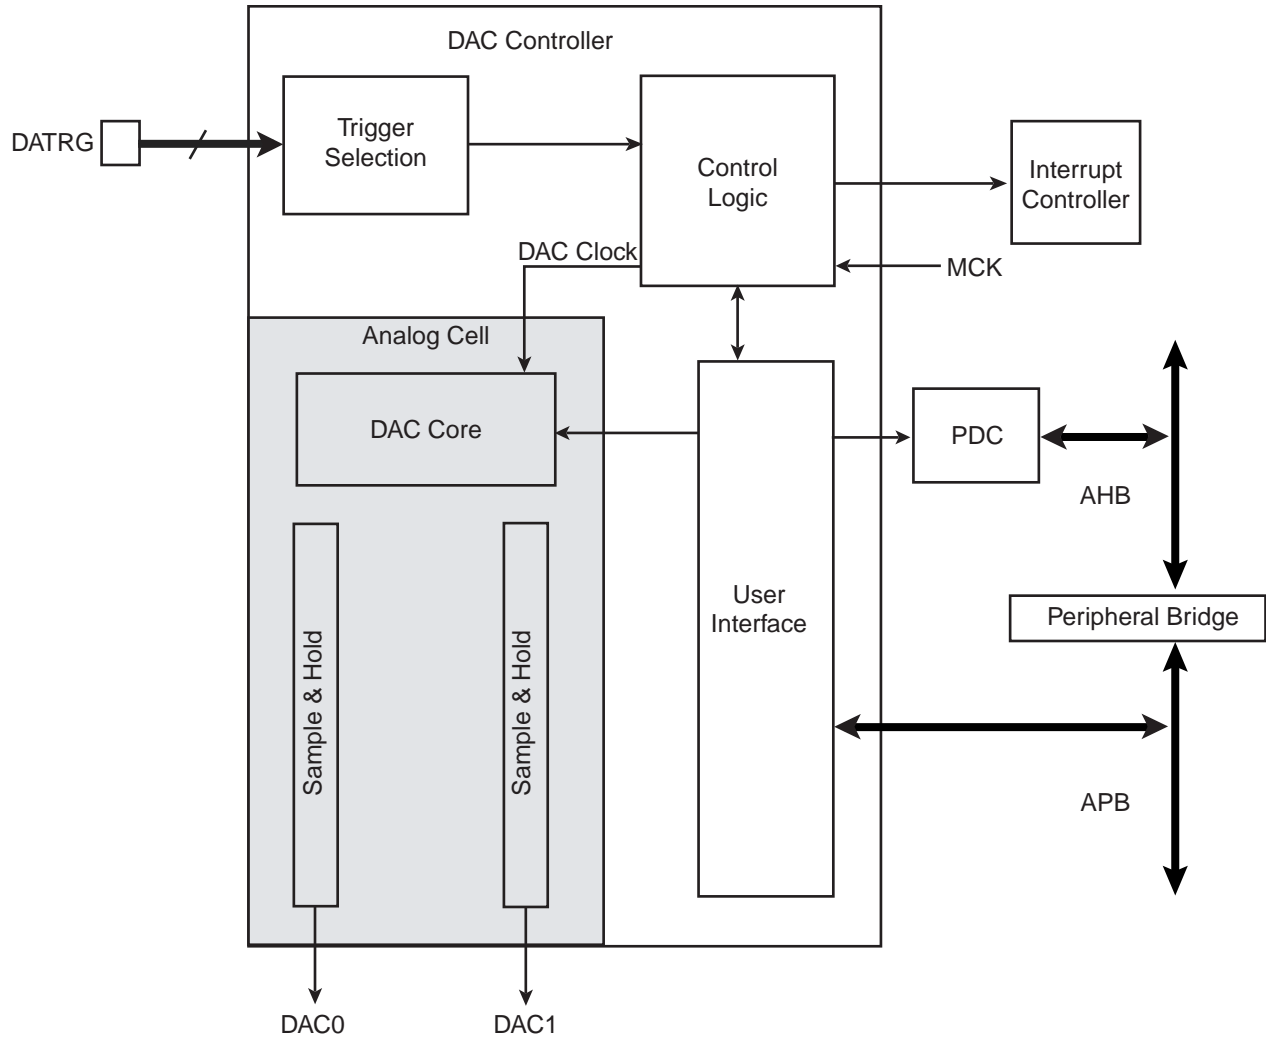 DAC Controller
DATRG
Trigger
Selection
Control
Logic
Interrupt
Controller
DAC Clock
MCK
Analog Cell
DAC Core
PDC
AHB
User
Interface
Peripheral Bridge
Sample & Hold
Sample & Hold
APB
DAC0
DAC1